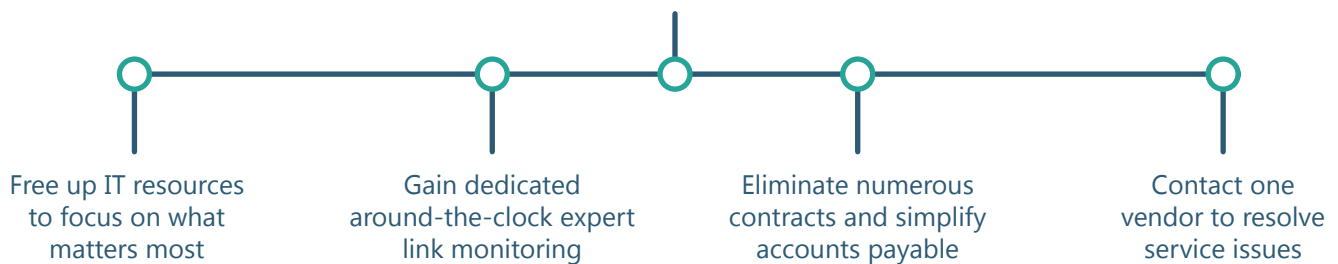 Free up IT resources
to focus on what
matters most
Gain dedicated
around-the-clock expert
link monitoring
Eliminate numerous
contracts and simplify
accounts payable
Contact one
vendor to resolve
service issues